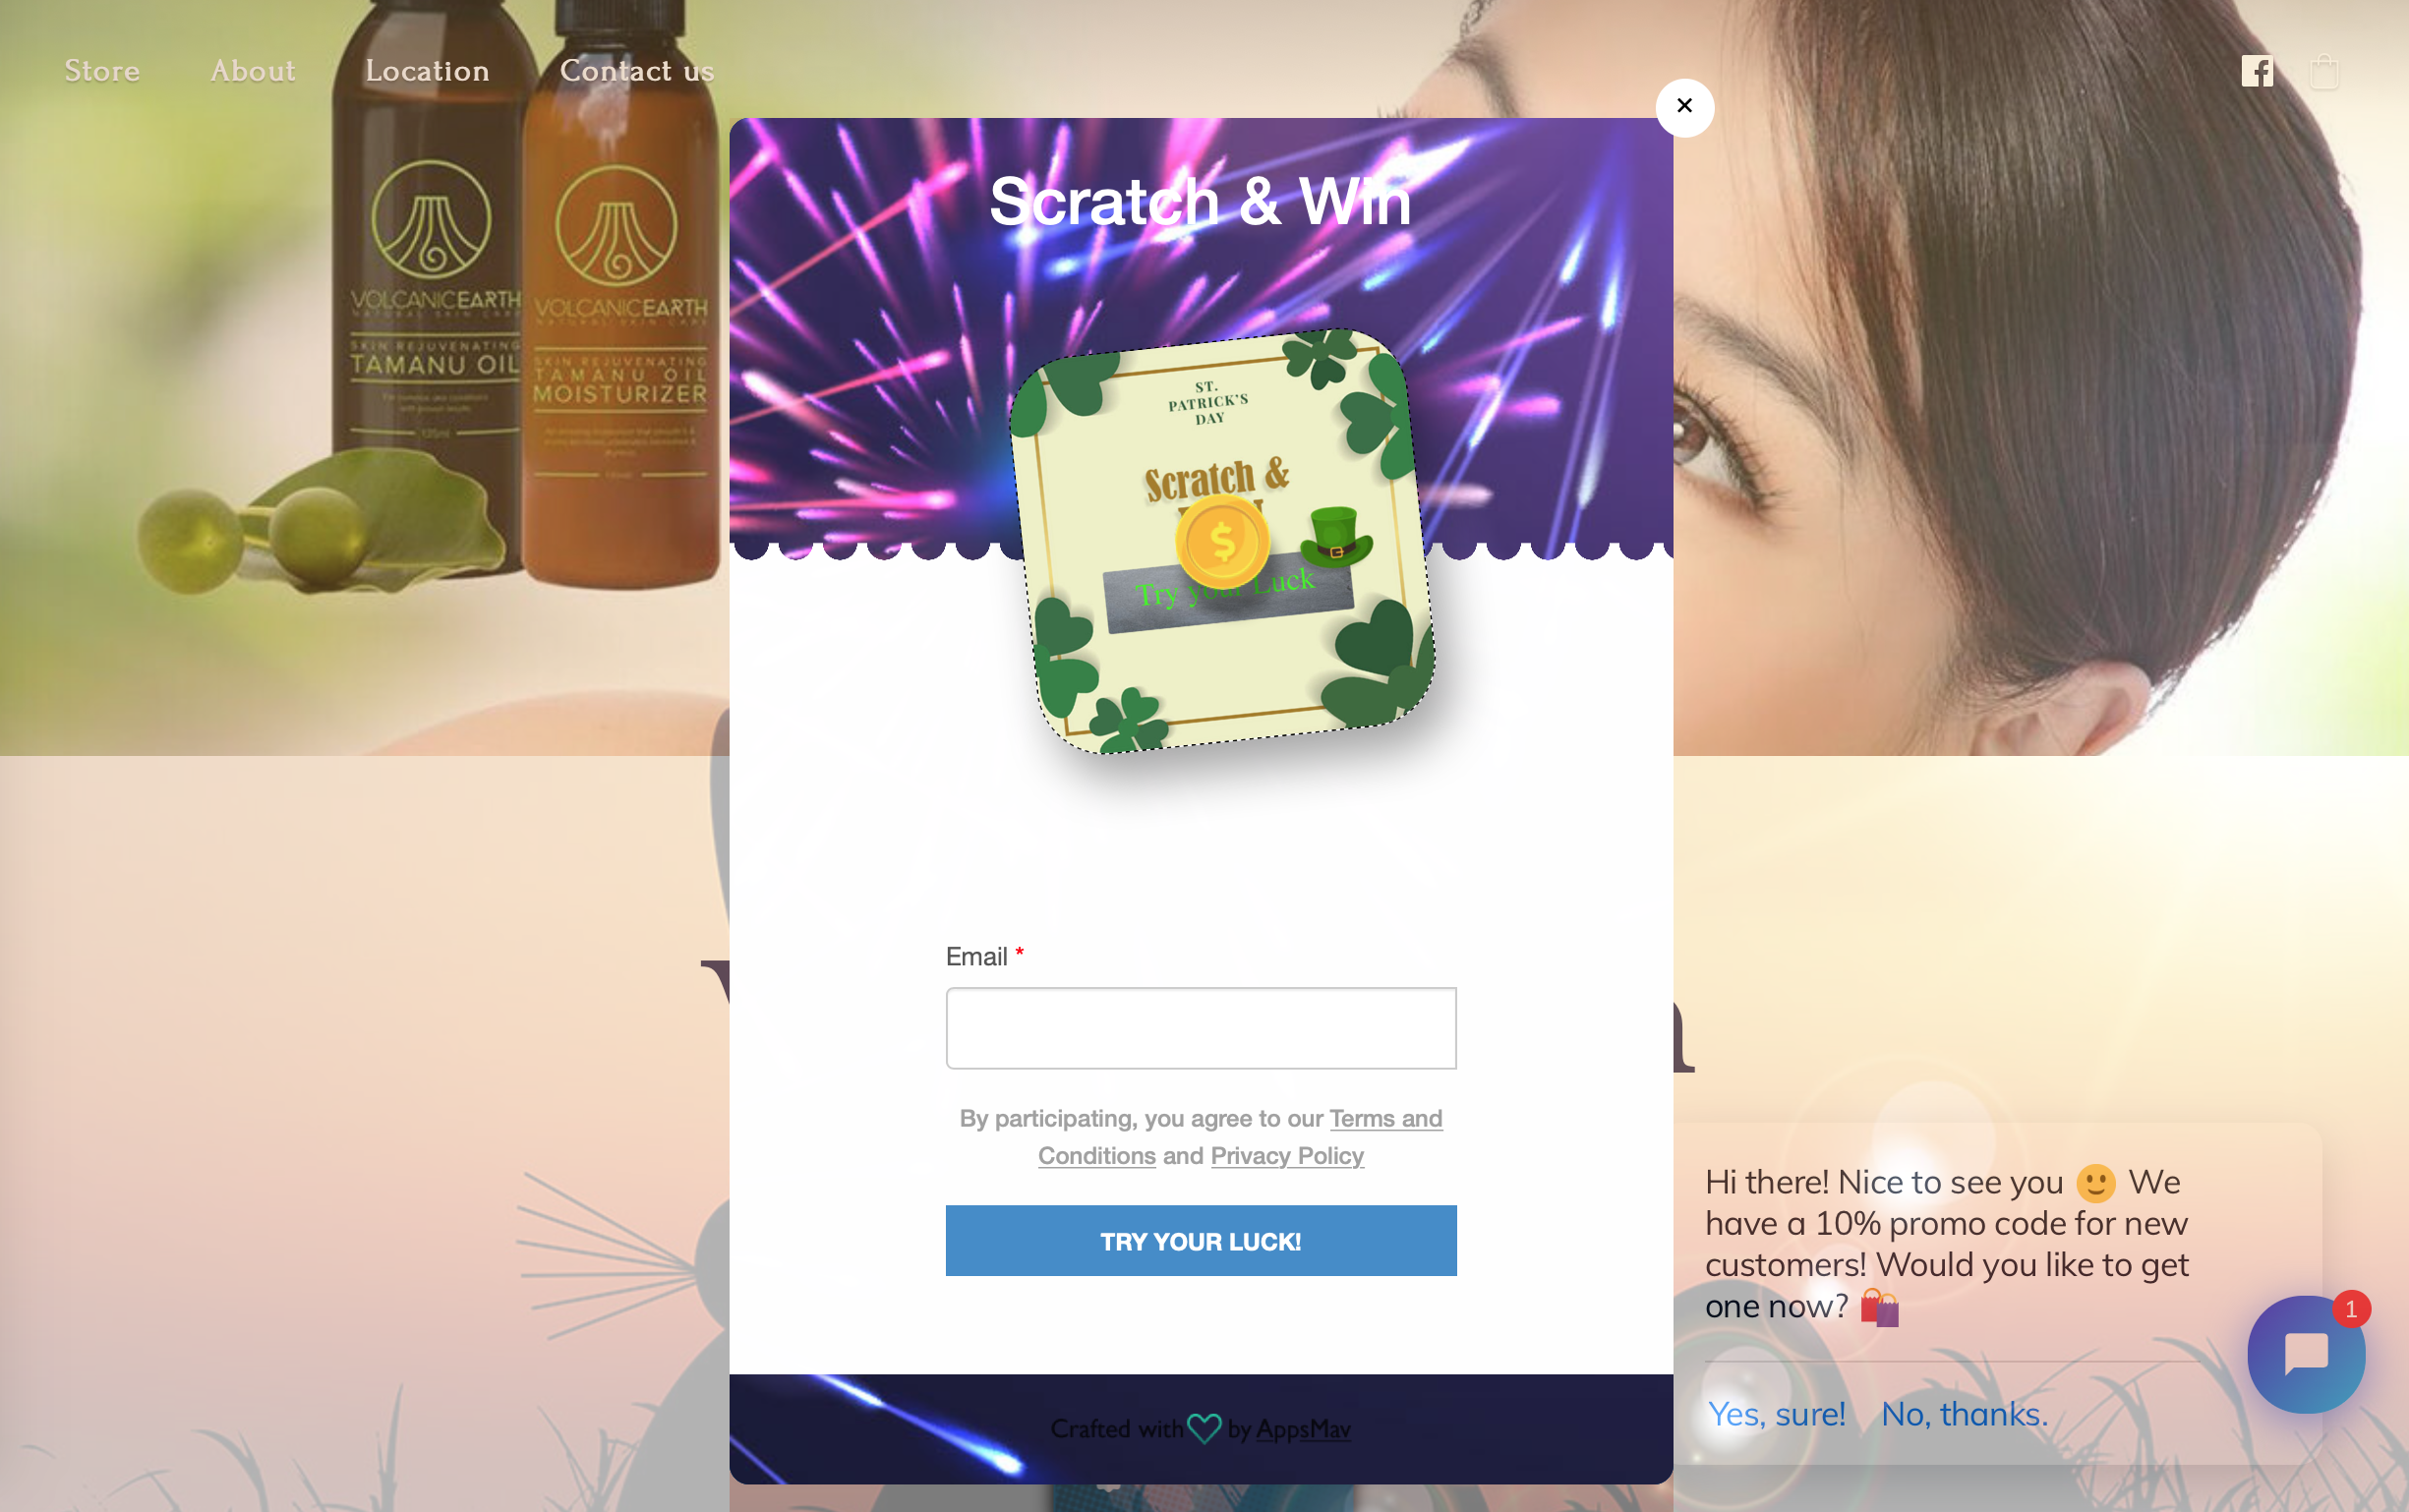 Store
About
Location
Contact us
VOLCANICEARTH
NATURAL SKIN CARE
SKIN REJUVENATING
TAMANU OIL
120ml
VOLCANICEARTH
NATURAL SKIN CARE
SKIN REJUVENATING
TAMANU OIL
MOISTURIZER
Scratch & Win
ST.
PATRICK'S
DAY
Scratch &
Try your Luck
Email *
By participating, you agree to our Terms and
Conditions and Privacy Policy
TRY YOUR LUCK!
Crafted with by AppsMav
Hi there! Nice to see you 🙂 We
have a 10% promo code for new
customers! Would you like to get
one now? 🛍️
Yes, sure!
No, thanks.
1